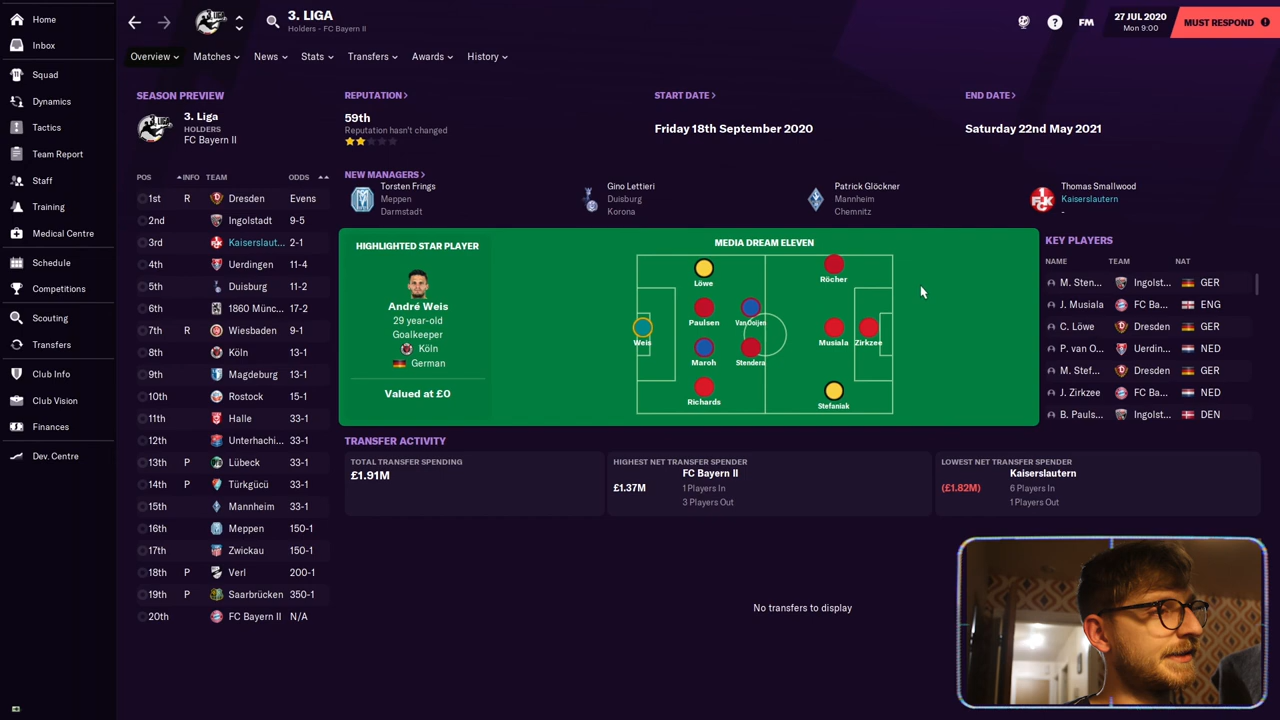 Home
Inbox
Squad
Dynamics
Tactics
Team Report
Staff
Training
Medical Centre
Schedule
Competitions
Scouting
Transfers
Club Info
Club Vision
Finances
Dev. Centre
3. LIGA
Holders - FC Bayern II
?
FM
27 JUL 2020
Mon 9:00
MUST RESPOND
Overview
Matches
News
Stats
Transfers
Awards
History
SEASON PREVIEW
3. Liga
HOLDERS
FC Bayern II
REPUTATION >
59th
Reputation hasn't changed
START DATE >
Friday 18th September 2020
END DATE >
Saturday 22nd May 2021
POS INFO TEAM ODDS
1st R Dresden Evens
2nd Ingolstadt 9-5
3rd Kaiserslaut... 2-1
4th Uerdingen 11-4
5th Duisburg 11-2
6th 1860 Münc... 17-2
7th R Wiesbaden 9-1
8th Köln 13-1
9th Magdeburg 13-1
10th Rostock 15-1
11th Halle 33-1
12th Unterhachi... 33-1
13th P Lübeck 33-1
14th P Türkgücü 33-1
15th Mannheim 33-1
16th Meppen 150-1
17th Zwickau 150-1
18th P Verl 200-1
19th P Saarbrücken 350-1
20th FC Bayern II N/A
NEW MANAGERS >
Torsten Frings
Meppen
Darmstadt
Gino Lettieri
Duisburg
Korona
Patrick Glöckner
Mannheim
Chemnitz
Thomas Smallwood
Kaiserslautern
-
HIGHLIGHTED STAR PLAYER
André Weis
29 year-old
Goalkeeper
Köln
German
Valued at £0
MEDIA DREAM ELEVEN
Löwe
Röcher
Paulsen
Van Ooijen
Weis
Musiala
Zirkzee
Maroh
Stendera
Richards
Stefaniak
KEY PLAYERS
NAME TEAM NAT
M. Sten... Ingolst... GER
J. Musiala FC Ba... ENG
C. Löwe Dresden GER
P. van O... Uerdin... NED
M. Stef... Dresden GER
J. Zirkzee FC Ba... NED
B. Pauls... Ingolst... DEN
TRANSFER ACTIVITY
TOTAL TRANSFER SPENDING
£1.91M
HIGHEST NET TRANSFER SPENDER
FC Bayern II
£1.37M
1 Players In
3 Players Out
LOWEST NET TRANSFER SPENDER
Kaiserslautern
(£1.82M)
6 Players In
1 Players Out
No transfers to display